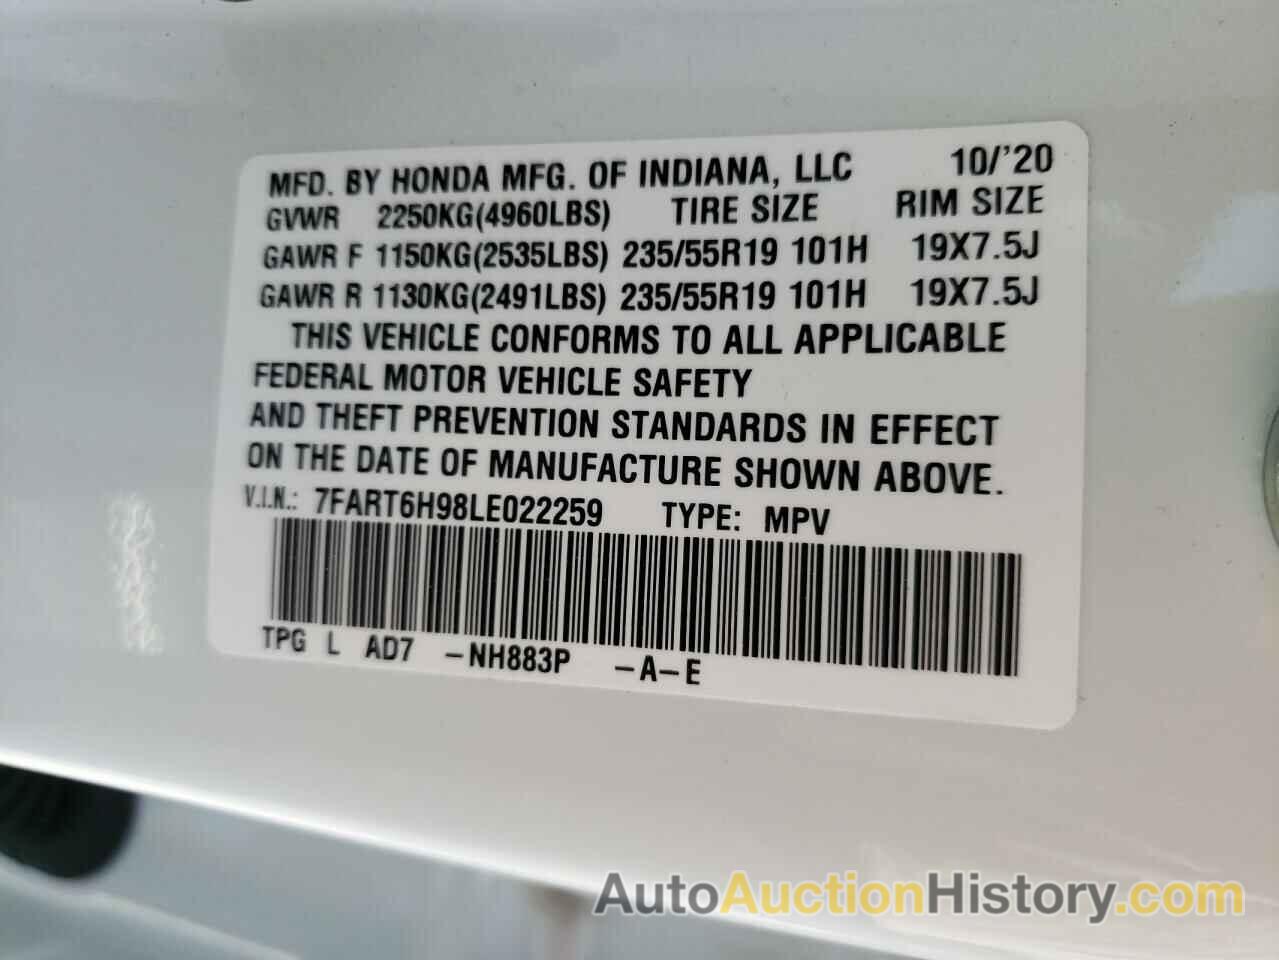 MFD. BY HONDA MFG. OF INDIANA, LLC 10/'20
GVWR 2250KG(4960LBS) TIRE SIZE RIM SIZE
GAWR F 1150KG(2535LBS) 235/55R19 101H 19X7.5J
GAWR R 1130KG(2491LBS) 235/55R19 101H 19X7.5J
THIS VEHICLE CONFORMS TO ALL APPLICABLE
FEDERAL MOTOR VEHICLE SAFETY
AND THEFT PREVENTION STANDARDS IN EFFECT
ON THE DATE OF MANUFACTURE SHOWN ABOVE.
V.I.N.: 7FART6H98LE022259 TYPE: MPV
TPG L AD7 -NH883P -A-E
AutoAuctionHistory.com